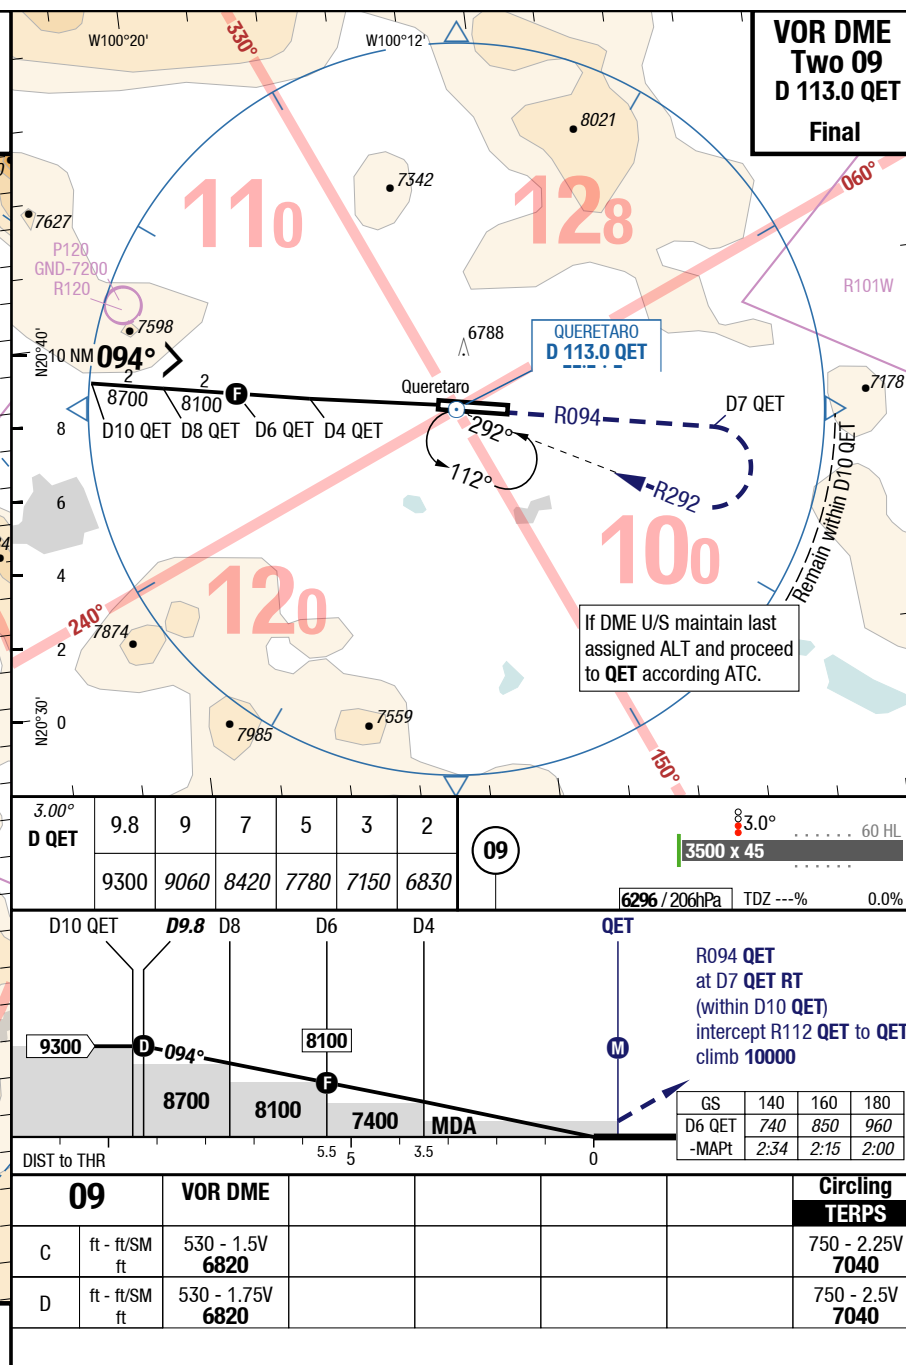 VOR DME
Two 09
D 113.0 QET
Final
W100°20'
W100°12'
330°
060°
8021
7342
110
128
7627
P120
GND-7200
R120
R101W
7598
6788
QUERETARO
D 113.0 QET
N20°40'
10 NM 094°
7178
2
2
8700
8100
F
Queretaro
D10 QET
D8 QET
D6 QET
D4 QET
R094
D7 QET
292°
112°
R292
8
6
4
2
0
Remain within D10 QET
100
120
240°
7874
If DME U/S maintain last
assigned ALT and proceed
to QET according ATC.
N20°30'
7985
7559
150°
3.00°
D QET
9.8 9 7 5 3 2
9300 9060 8420 7780 7150 6830
09
3.0°
60 HL
3500 x 45
6296 / 206hPa
TDZ ---%
0.0%
D10 QET
D9.8
D8
D6
D4
QET
R094 QET
at D7 QET RT
(within D10 QET)
intercept R112 QET to QET
climb 10000
9300
D
094°
8100
F
M
8700
8100
7400
MDA
GS 140 160 180
D6 QET 740 850 960
-MAPt 2:34 2:15 2:00
DIST to THR
5.5
5
3.5
0
09
VOR DME
Circling
TERPS
C
ft - ft/SM
ft
530 - 1.5V
6820
750 - 2.25V
7040
D
ft - ft/SM
ft
530 - 1.75V
6820
750 - 2.5V
7040